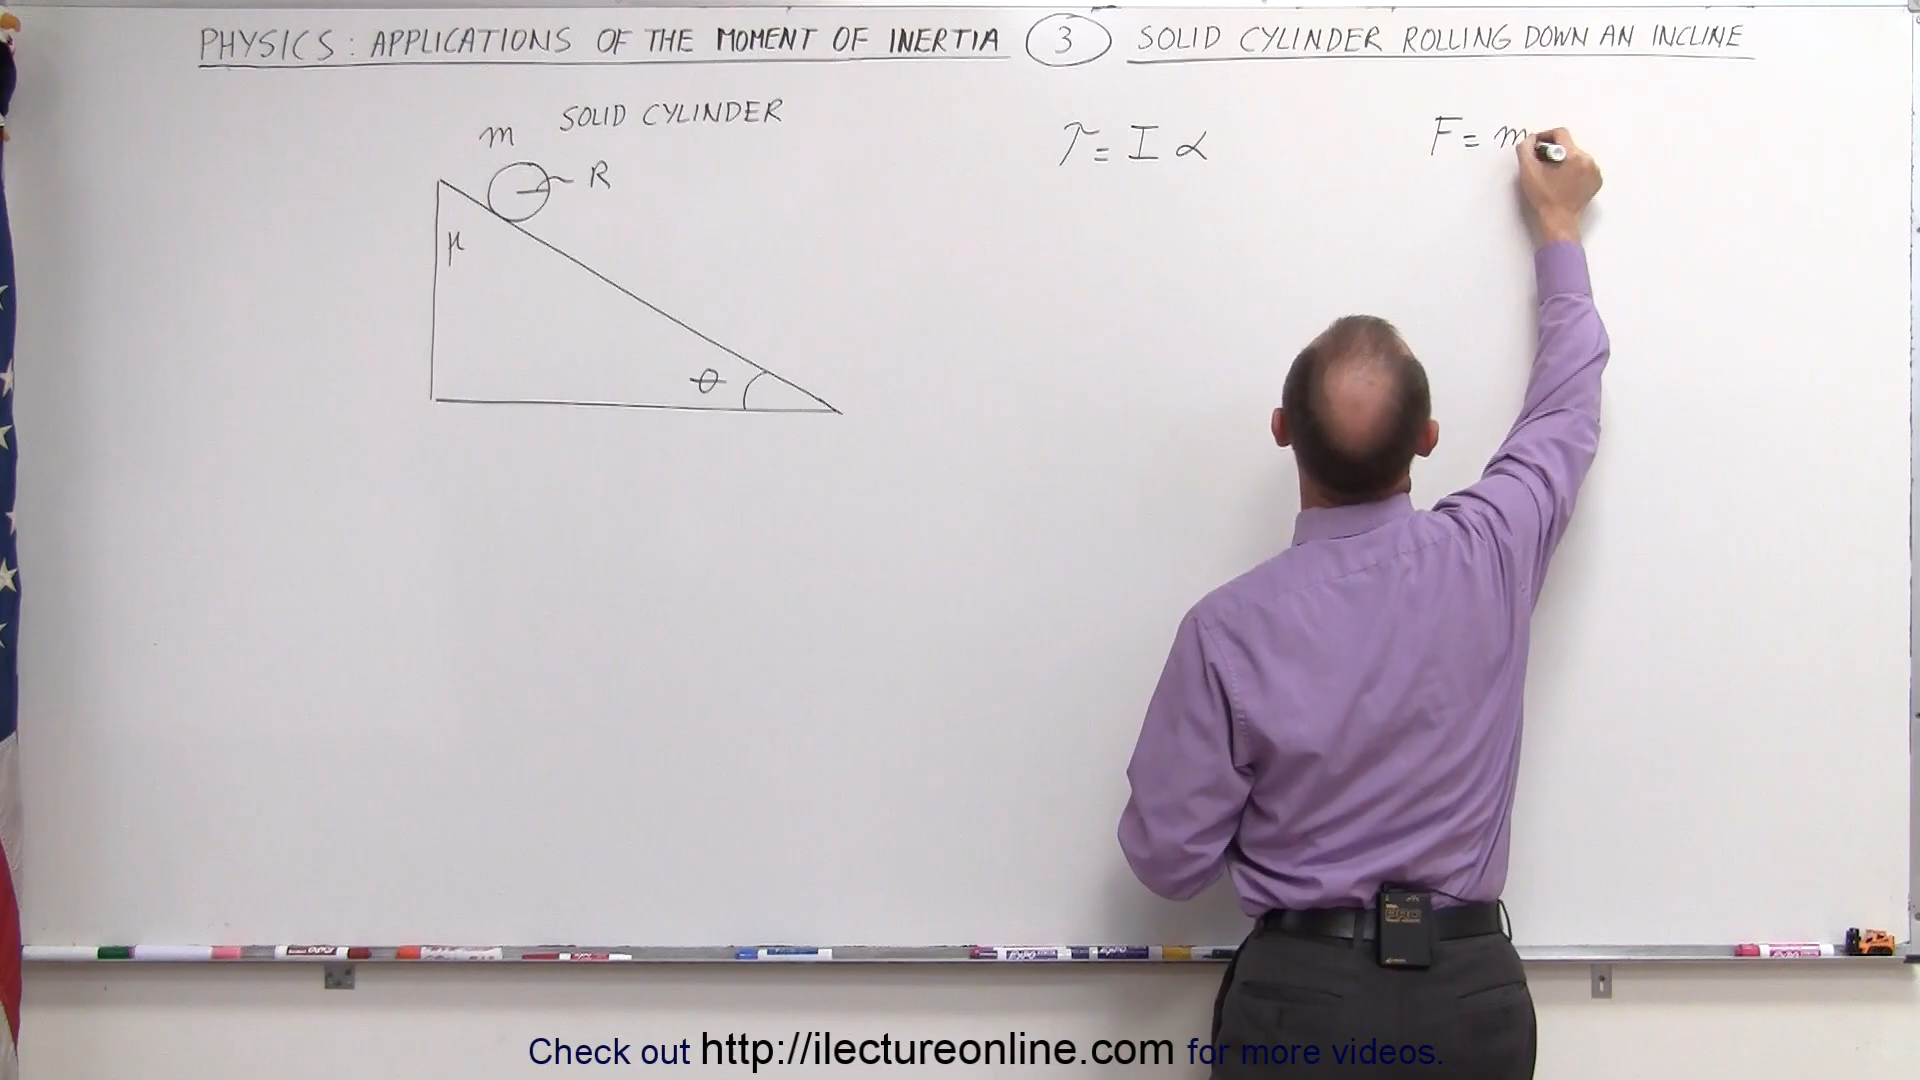 PHYSICS: APPLICATIONS OF THE MOMENT OF INERTIA 3 SOLID CYLINDER ROLLING DOWN AN INCLINE
SOLID CYLINDER
m
R
μ
θ
τ = I α
F = m
Check out http://ilectureonline.com for more videos.